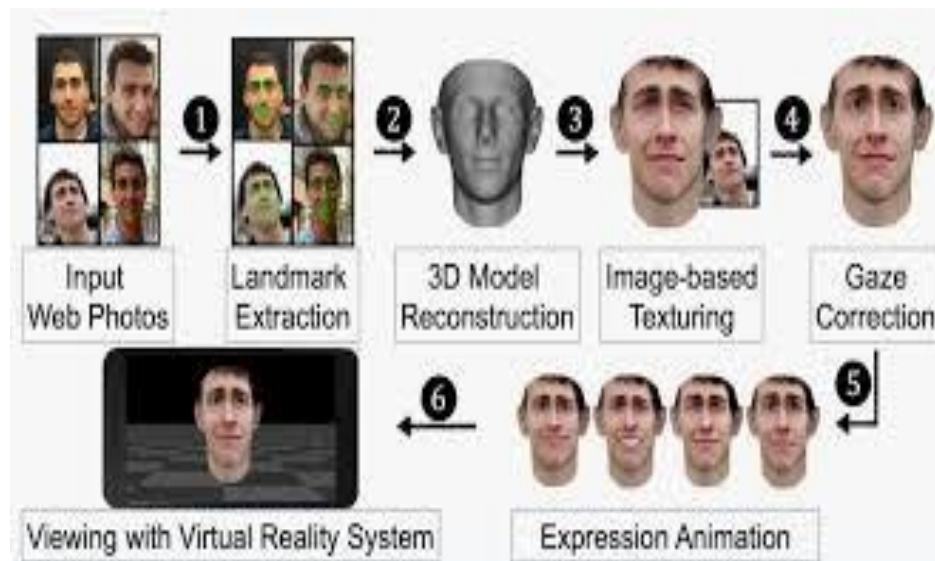 1
2
3
4
Input
Web Photos
Landmark
Extraction
3D Model
Reconstruction
Image-based
Texturing
Gaze
Correction
5
6
Viewing with Virtual Reality System
Expression Animation